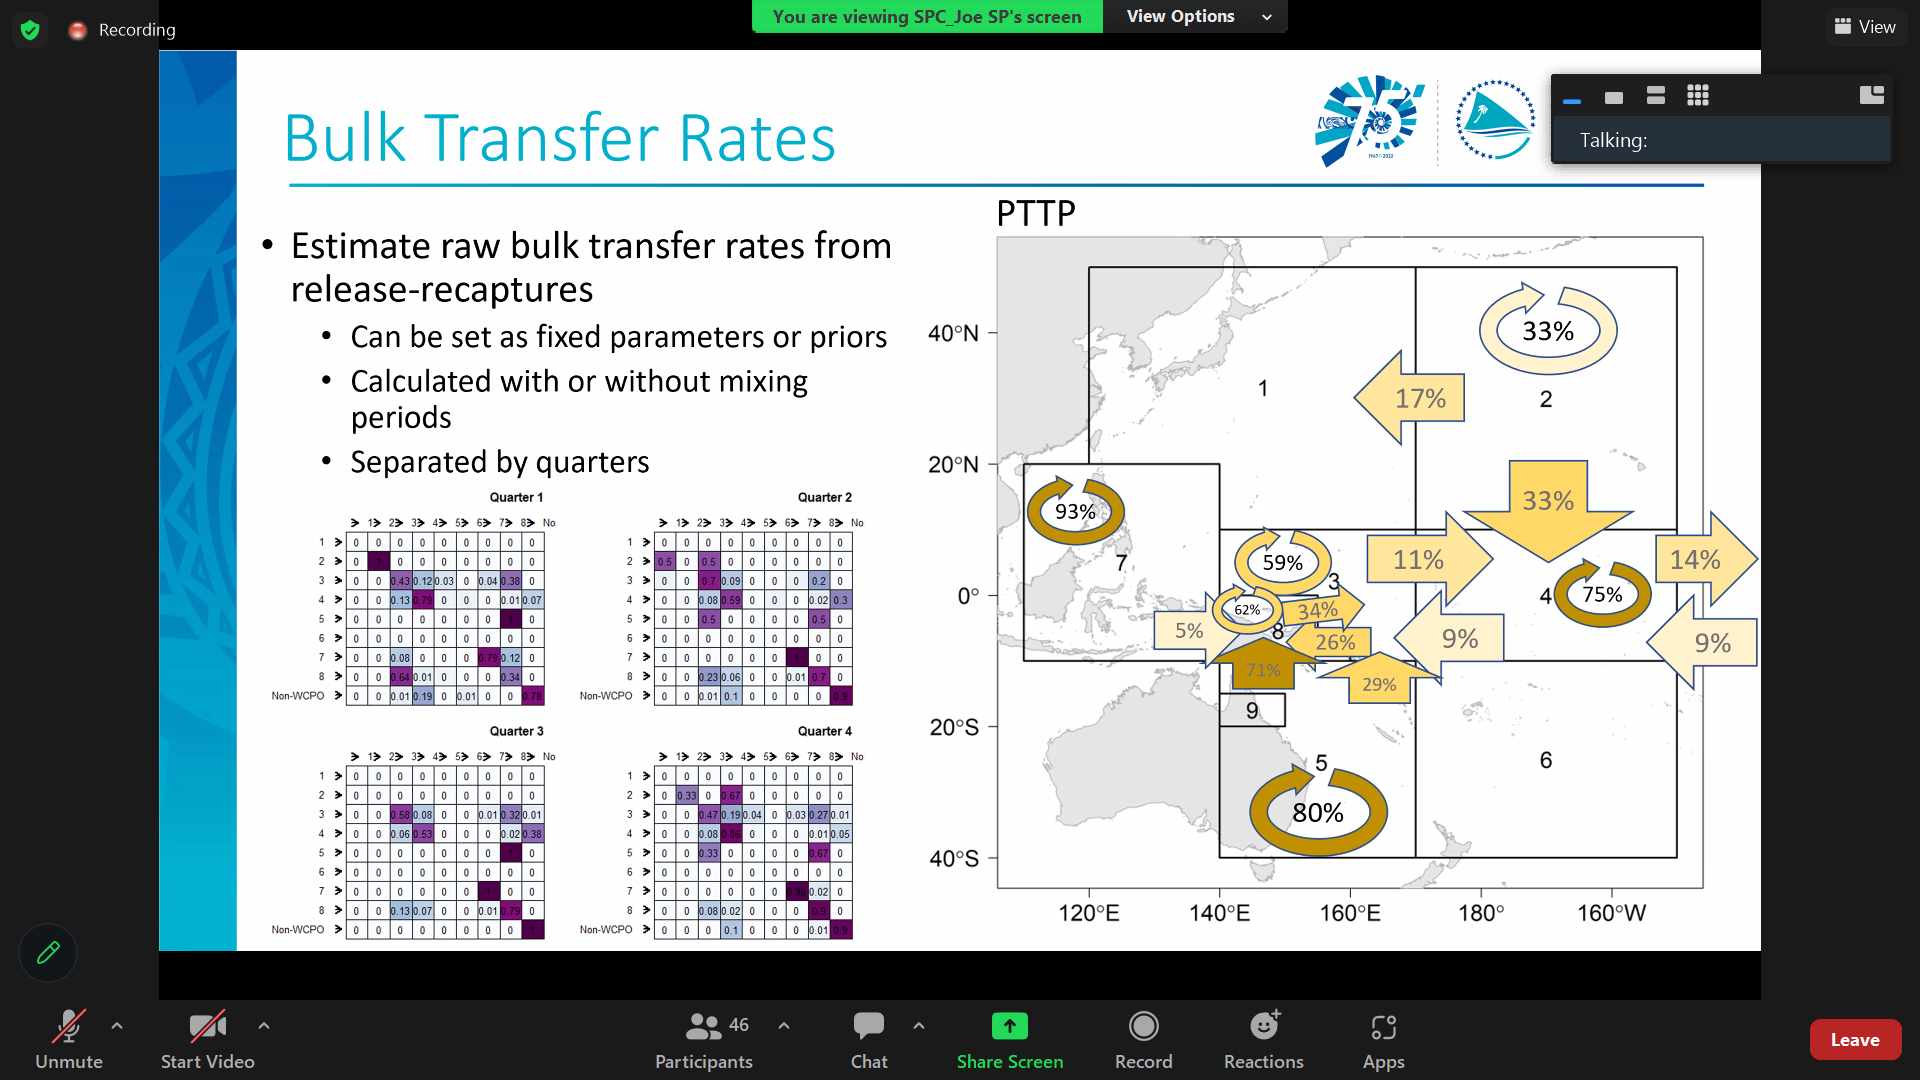 You are viewing SPC_Joe SP's screen
View Options
Recording
View
Talking:
Bulk Transfer Rates
75
1947-2022
PTTP
• Estimate raw bulk transfer rates from
release-recaptures
• Can be set as fixed parameters or priors
• Calculated with or without mixing
periods
• Separated by quarters
Quarter 1
1 2 3 4 5 6 7 8 No
1 0 0 0 0 0 0 0 0 0
2 0 1 0 0 0 0 0 0 0
3 0 0 0.43 0.12 0.03 0 0.04 0.38 0
4 0 0 0.13 0.79 0 0 0 0.01 0.07
5 0 0 0 0 0 0 0 1 0
6 0 0 0 0 0 0 0 0 0
7 0 0 0.08 0 0 0 0.79 0.12 0
8 0 0 0.64 0.01 0 0 0 0.34 0
Non-WCPO 0 0 0.01 0.19 0 0.01 0 0 0.78
Quarter 2
1 2 3 4 5 6 7 8 No
1 0 0 0 0 0 0 0 0 0
2 0.5 0 0.5 0 0 0 0 0 0
3 0 0 0.7 0.09 0 0 0 0.2 0
4 0 0 0.08 0.59 0 0 0 0.02 0.3
5 0 0 0.5 0 0 0 0 0.5 0
6 0 0 0 0 0 0 0 0 0
7 0 0 0 0 0 0 1 0 0
8 0 0 0.23 0.06 0 0 0.01 0.7 0
Non-WCPO 0 0 0.01 0.1 0 0 0 0 0.9
Quarter 3
1 2 3 4 5 6 7 8 No
1 0 0 0 0 0 0 0 0 0
2 0 0 0 0 0 0 0 0 0
3 0 0 0.58 0.08 0 0 0.01 0.32 0.01
4 0 0 0.06 0.53 0 0 0 0.02 0.38
5 0 0 0 0 0 0 0 1 0
6 0 0 0 0 0 0 0 0 0
7 0 0 0 0 0 0 1 0 0
8 0 0 0.13 0.07 0 0 0.01 0.79 0
Non-WCPO 0 0 0 0 0 0 0 0 1
Quarter 4
1 2 3 4 5 6 7 8 No
1 0 0 0 0 0 0 0 0 0
2 0 0.33 0 0.67 0 0 0 0 0
3 0 0 0.47 0.19 0.04 0 0.03 0.27 0.01
4 0 0 0.08 0.86 0 0 0 0.01 0.05
5 0 0 0.33 0 0 0 0 0.67 0
6 0 0 0 0 0 0 0 0 0
7 0 0 0 0 0 0 0.98 0.02 0
8 0 0 0.08 0.02 0 0 0 0.9 0
Non-WCPO 0 0 0 0.1 0 0 0 0.01 0.9
40°N
20°N
0°
20°S
40°S
120°E 140°E 160°E 180° 160°W
33%
1
17%
2
33%
93%
7
59%
3
11%
14%
4
75%
62%
34%
5%
8
26%
9%
9%
71%
29%
9
5
6
80%
Unmute
Start Video
46
Participants
Chat
Share Screen
Record
Reactions
Apps
Leave